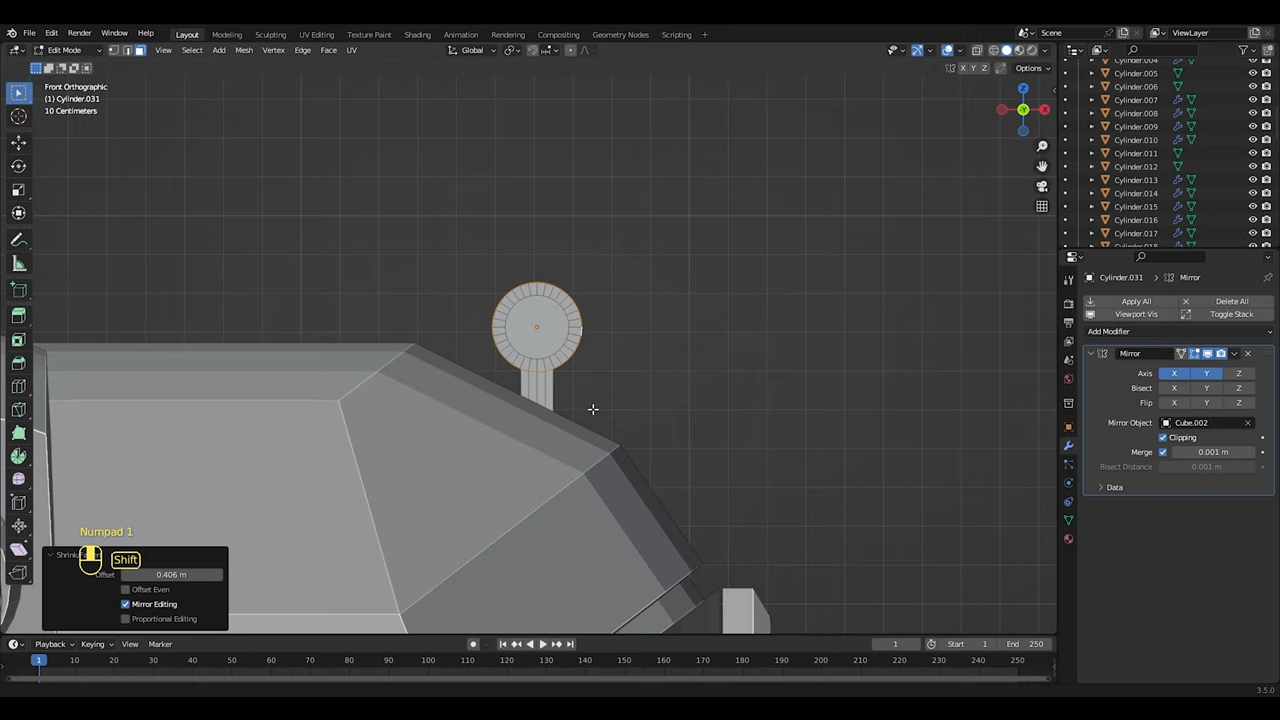 File Edit Render Window Help Layout Modeling Sculpting UV Editing Texture Paint Shading Animation Rendering Compositing Geometry Nodes Scripting Scene ViewLayer
Edit Mode View Select Add Mesh Vertex Edge Face UV Global
X Y Z Options
Front Orthographic
(1) Cylinder.031
10 Centimeters
Cylinder.005
Cylinder.006
Cylinder.007
Cylinder.008
Cylinder.009
Cylinder.010
Cylinder.011
Cylinder.012
Cylinder.013
Cylinder.014
Cylinder.015
Cylinder.016
Cylinder.017
Cylinder.031 Mirror
Apply All Delete All
Viewport Vis Toggle Stack
Add Modifier
Mirror
Axis X Y Z
Bisect X Y Z
Flip X Y Z
Mirror Object Cube.002
Clipping
Merge 0.001 m
Bisect Distance 0.001 m
Data
Numpad 1
Shift
Offset 0.406 m
Offset Even
Mirror Editing
Proportional Editing
Playback Keying View Marker 1 Start 1 End 250
1 10 20 30 40 50 60 70 80 90 100 110 120 130 140 150 160 170 180 190 200 210 220 230 240 250
3.5.0